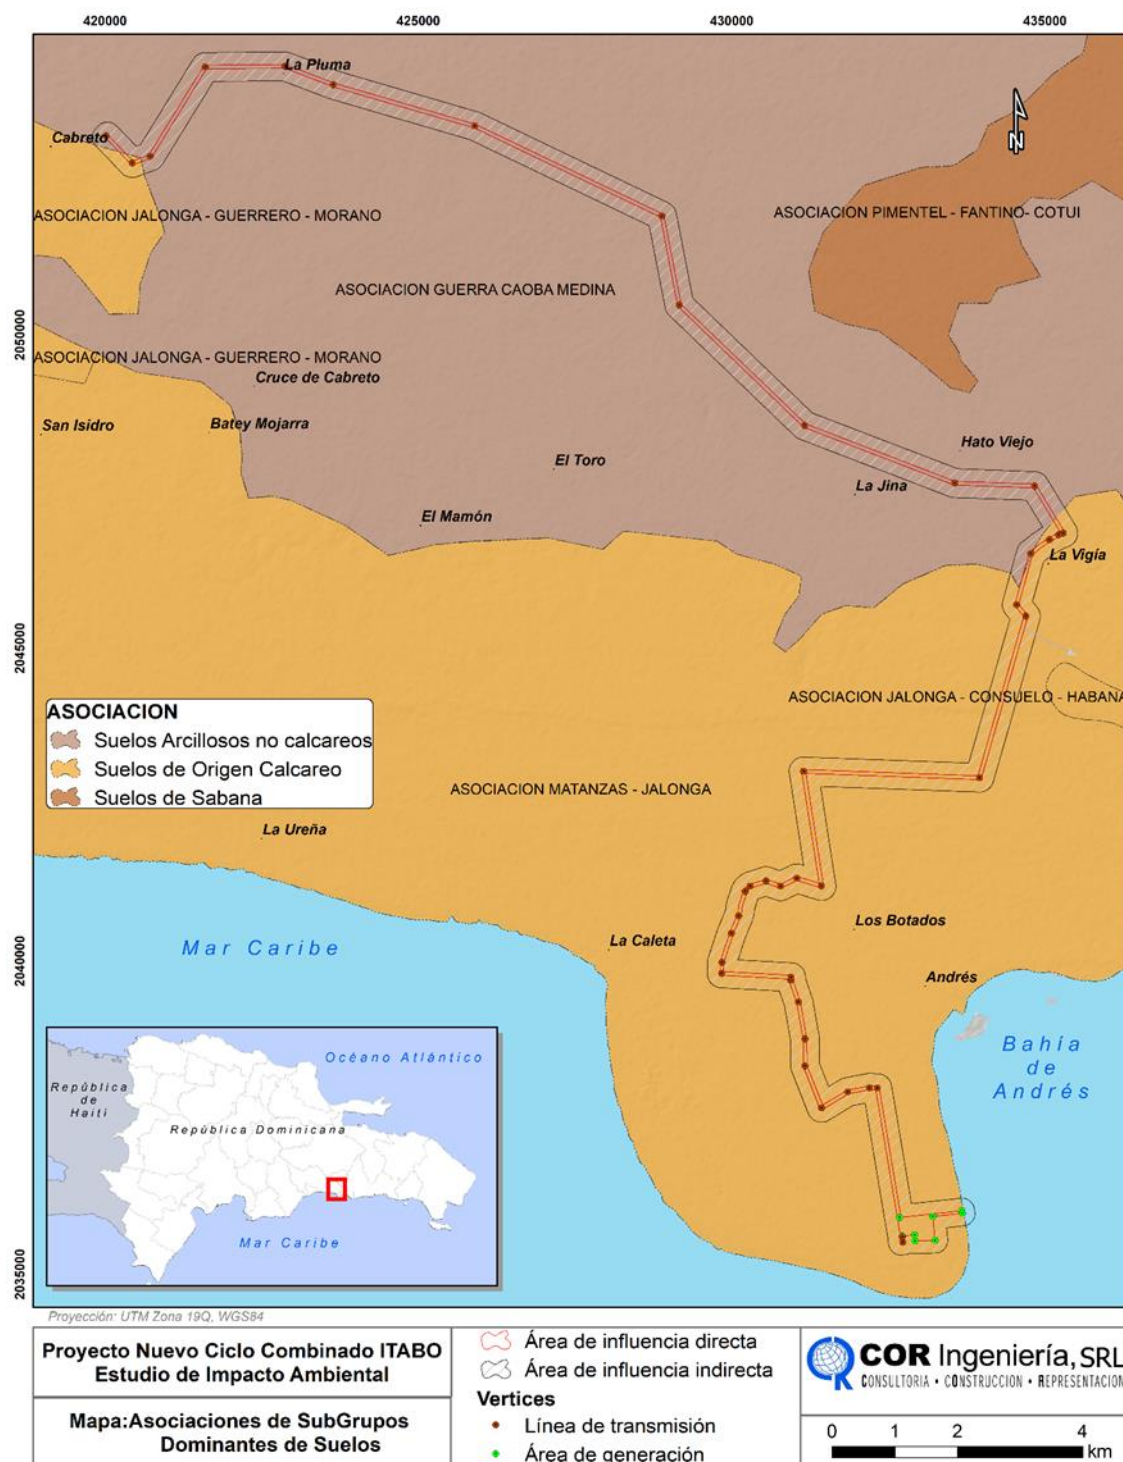 420000
425000
430000
435000
La Pluma
Cabreto
ASOCIACION JALONGA - GUERRERO - MORANO
ASOCIACION PIMENTEL - FANTINO- COTUI
ASOCIACION GUERRA CAOBA MEDINA
2050000
ASOCIACION JALONGA - GUERRERO - MORANO
Cruce de Cabreto
San Isidro
Batey Mojarra
Hato Viejo
El Toro
La Jina
El Mamón
La Vigía
2045000
ASOCIACION JALONGA - CONSUELO - HABANA
ASOCIACION
Suelos Arcillosos no calcareos
Suelos de Origen Calcareo
Suelos de Sabana
ASOCIACION MATANZAS - JALONGA
La Ureña
Los Botados
La Caleta
Mar Caribe
2040000
Andrés
Bahía
de
Andrés
Océano Atlántico
República
de
Haiti
República Dominicana
Mar Caribe
2035000
N
Proyección: UTM Zona 19Q, WGS84
Proyecto Nuevo Ciclo Combinado ITABO
Estudio de Impacto Ambiental
Mapa:Asociaciones de SubGrupos
Dominantes de Suelos
Área de influencia directa
Área de influencia indirecta
Vertices
Línea de transmisión
Área de generación
COR Ingeniería, SRL
CONSULTORIA • CONSTRUCCION • REPRESENTACION
0 1 2 4
km